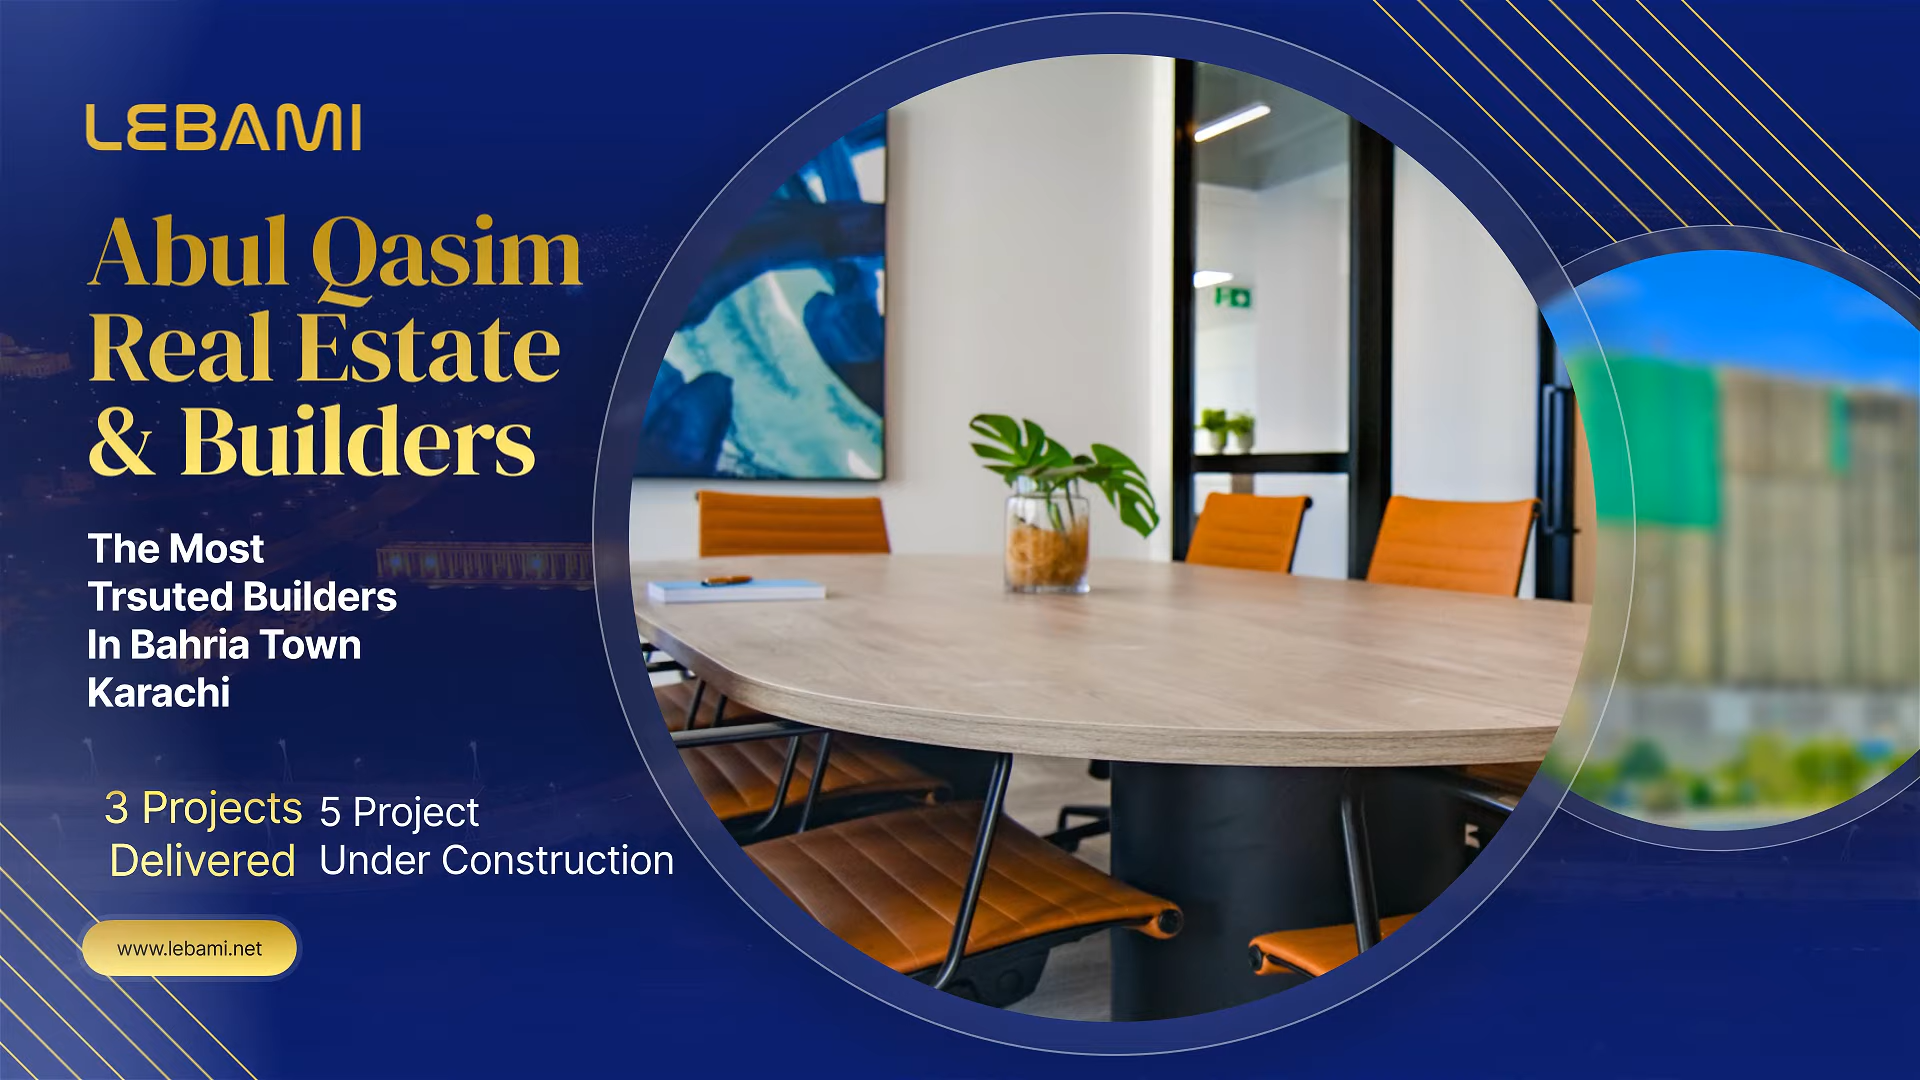 LEBAMI
Abul Qasim
Real Estate
& Builders
The Most
Trsuted Builders
In Bahria Town
Karachi
3 Projects
Delivered
5 Project
Under Construction
www.lebami.net